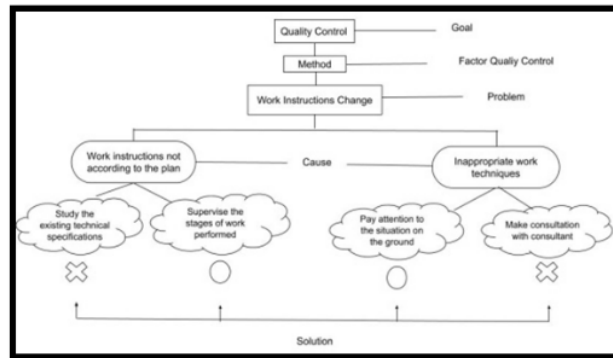 Quality Control
Goal
Method
Factor Qualiy Control
Work Instructions Change
Problem
Work instructions not
according to the plan
Cause
Inappropriate work
techniques
Study the
existing technical
specifications
Supervise the
stages of work
performed
Pay attention to
the situation on
the ground
Make consultation
with consultant
Solution